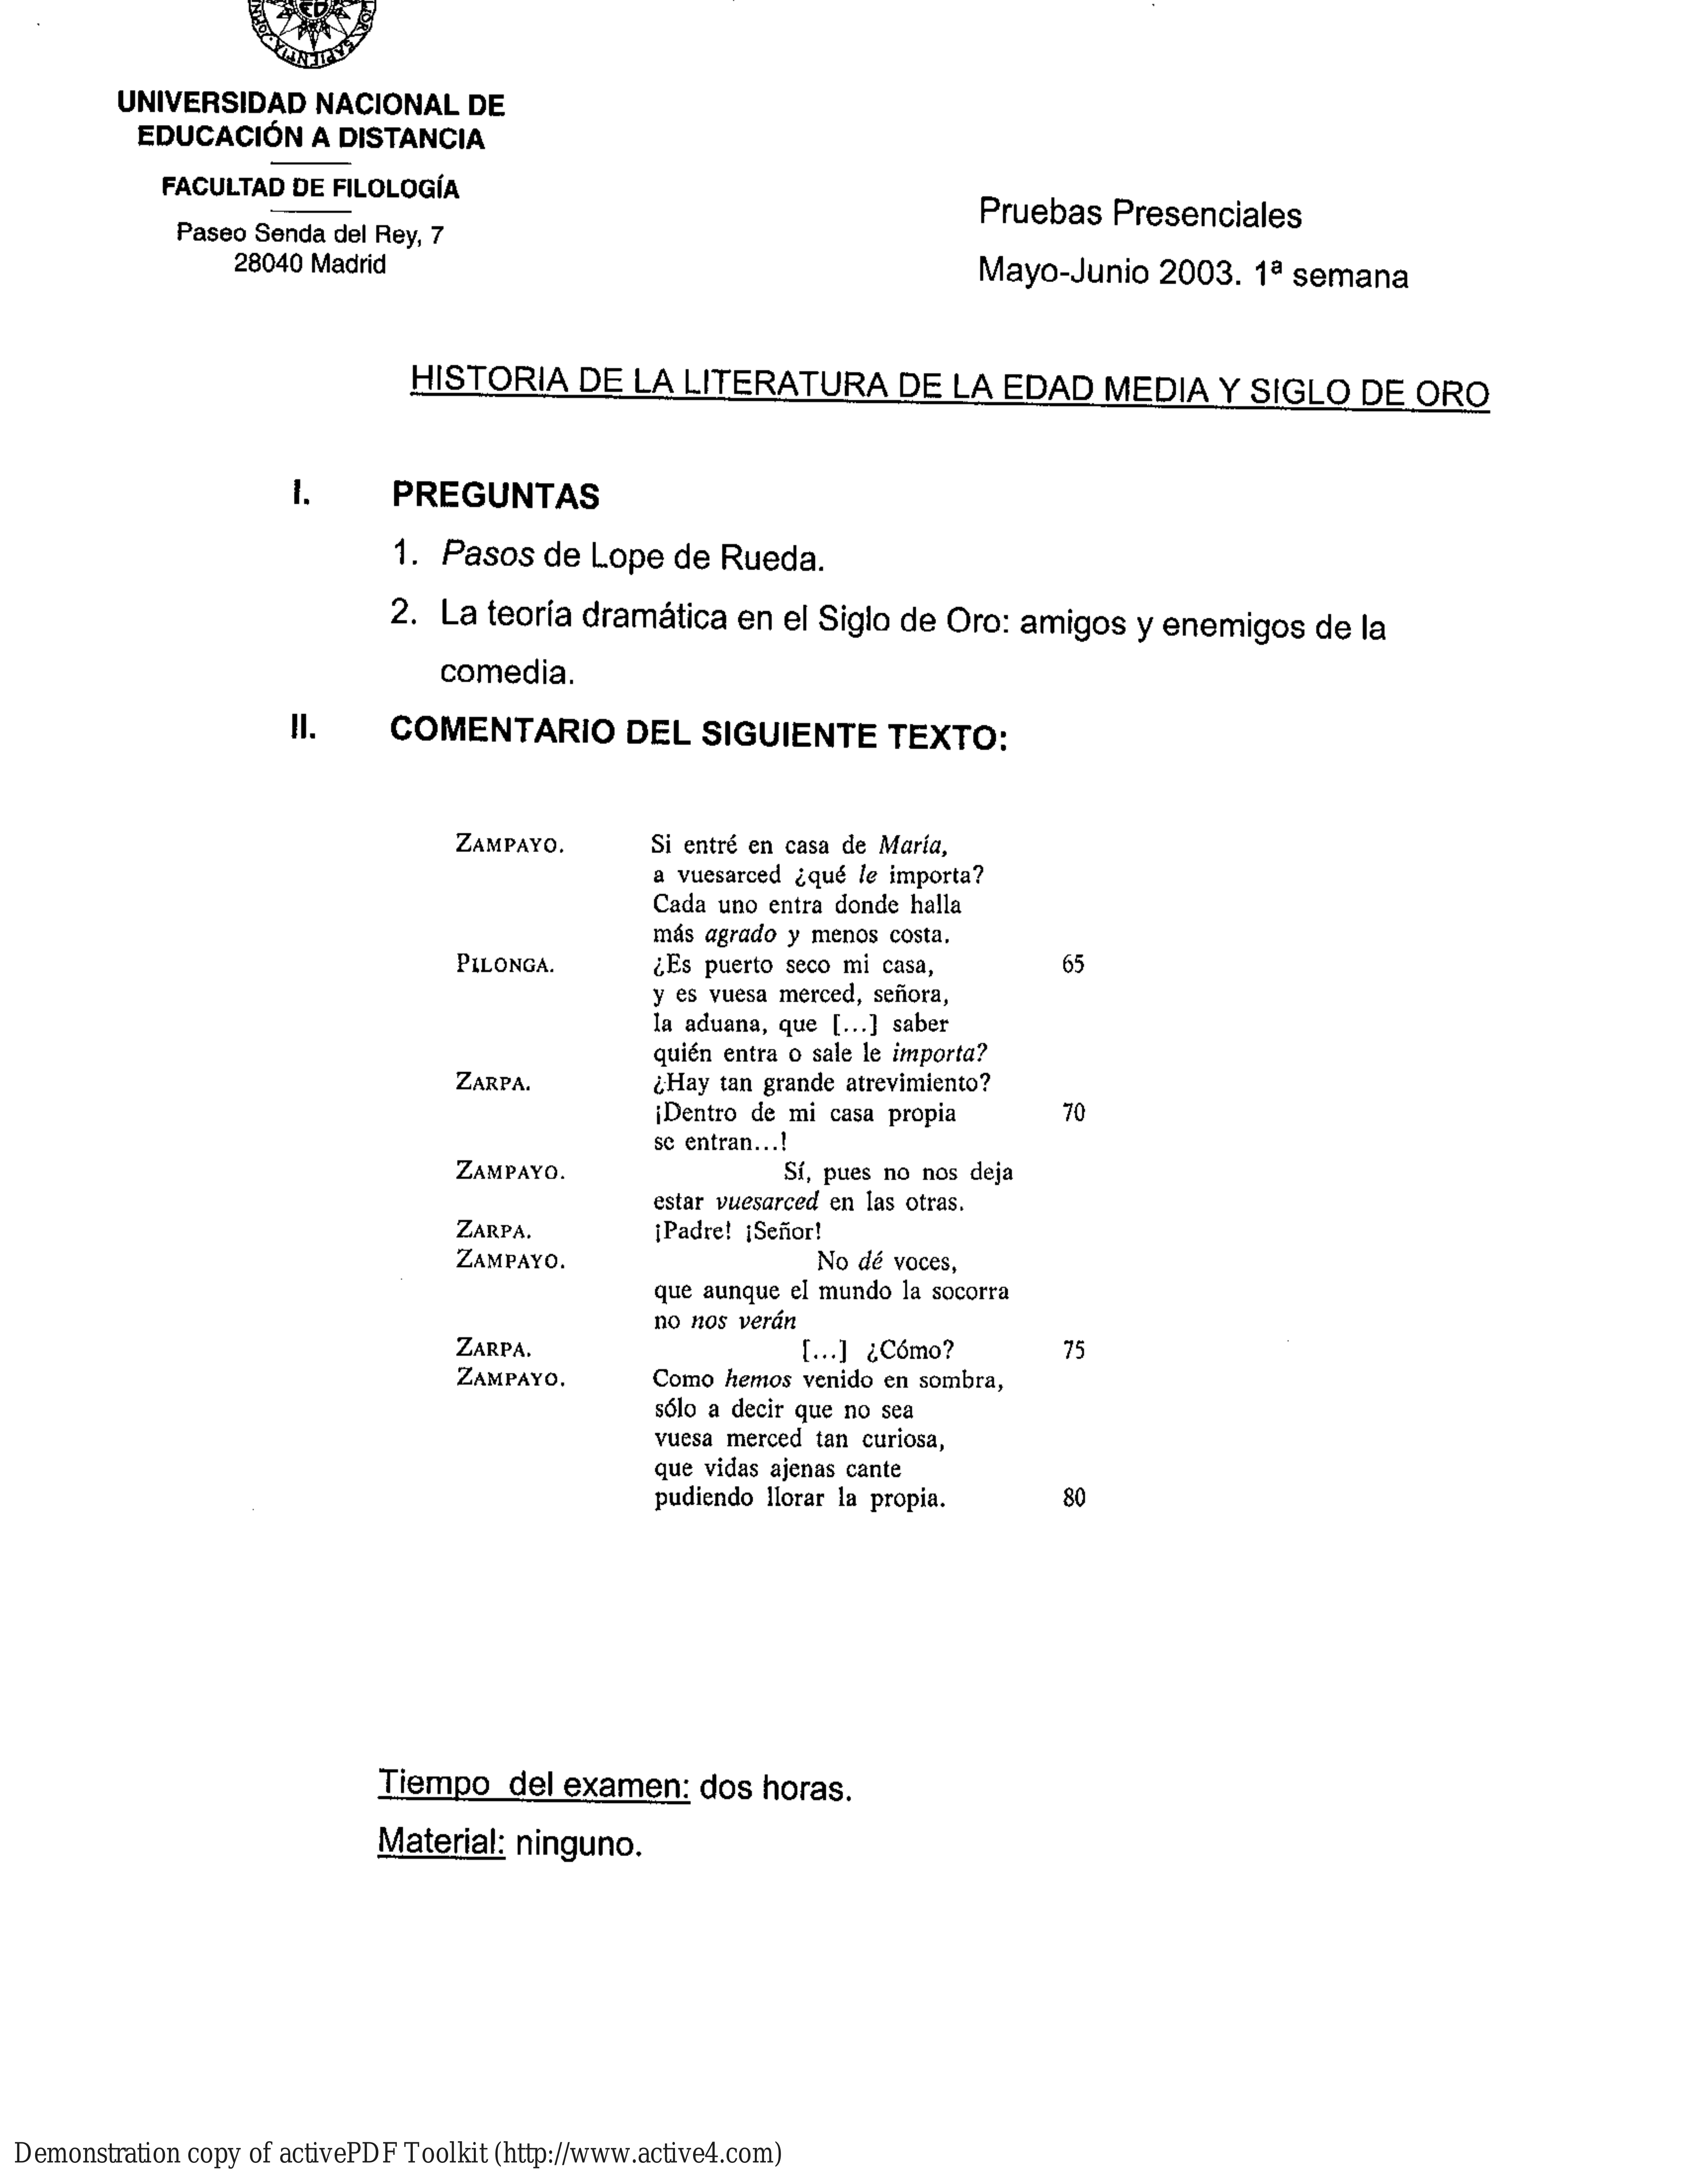 UNIVERSIDAD NACIONAL DE
EDUCACIÓN A DISTANCIA
FACULTAD DE FILOLOGÍA
Paseo Senda del Rey, 7
28040 Madrid
Pruebas Presenciales
Mayo-Junio 2003. 1ª semana
HISTORIA DE LA LITERATURA DE LA EDAD MEDIA Y SIGLO DE ORO
I. PREGUNTAS
1. Pasos de Lope de Rueda.
2. La teoría dramática en el Siglo de Oro: amigos y enemigos de la
comedia.
II. COMENTARIO DEL SIGUIENTE TEXTO:
ZAMPAYO. Si entré en casa de María,
a vuesarced ¿qué le importa?
Cada uno entra donde halla
más agrado y menos costa.
PILONGA. ¿Es puerto seco mi casa, 65
y es vuesa merced, señora,
la aduana, que [...] saber
quién entra o sale le importa?
ZARPA. ¿Hay tan grande atrevimiento?
¡Dentro de mi casa propia 70
se entran...!
ZAMPAYO. Sí, pues no nos deja
estar vuesarced en las otras.
ZARPA. ¡Padre! ¡Señor!
ZAMPAYO. No dé voces,
que aunque el mundo la socorra
no nos verán
ZARPA. [...] ¿Cómo? 75
ZAMPAYO. Como hemos venido en sombra,
sólo a decir que no sea
vuesa merced tan curiosa,
que vidas ajenas cante
pudiendo llorar la propia. 80
Tiempo del examen: dos horas.
Material: ninguno.
Demonstration copy of activePDF Toolkit (http://www.active4.com)